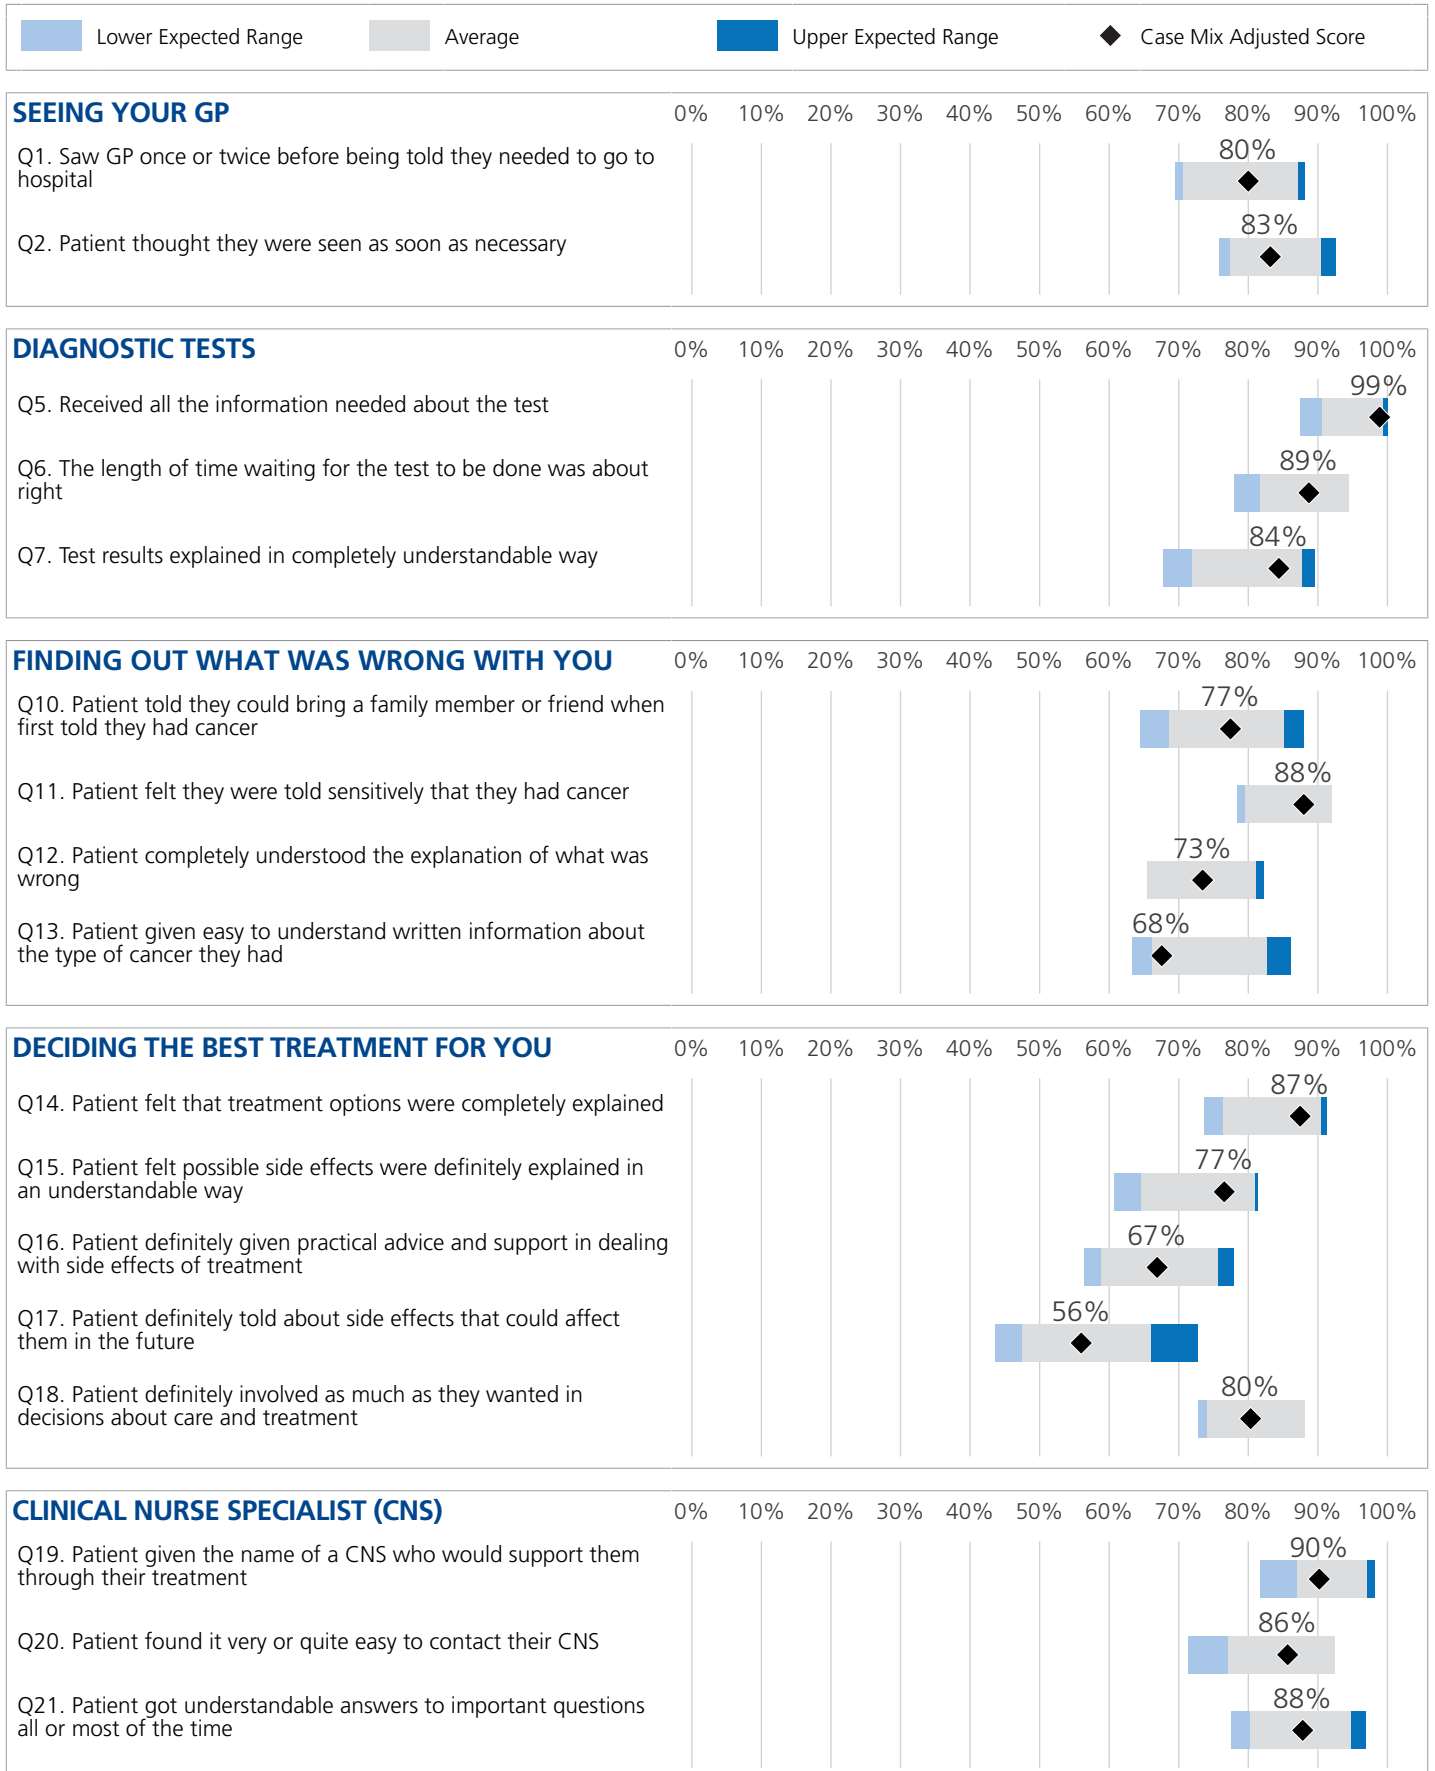 Lower Expected Range Average Upper Expected Range Case Mix Adjusted Score
SEEING YOUR GP 0% 10% 20% 30% 40% 50% 60% 70% 80% 90% 100%
Q1. Saw GP once or twice before being told they needed to go to
hospital
80%
Q2. Patient thought they were seen as soon as necessary
83%
DIAGNOSTIC TESTS 0% 10% 20% 30% 40% 50% 60% 70% 80% 90% 100%
Q5. Received all the information needed about the test
99%
Q6. The length of time waiting for the test to be done was about
right
89%
Q7. Test results explained in completely understandable way
84%
FINDING OUT WHAT WAS WRONG WITH YOU 0% 10% 20% 30% 40% 50% 60% 70% 80% 90% 100%
Q10. Patient told they could bring a family member or friend when
first told they had cancer
77%
Q11. Patient felt they were told sensitively that they had cancer
88%
Q12. Patient completely understood the explanation of what was
wrong
73%
Q13. Patient given easy to understand written information about
the type of cancer they had
68%
DECIDING THE BEST TREATMENT FOR YOU 0% 10% 20% 30% 40% 50% 60% 70% 80% 90% 100%
Q14. Patient felt that treatment options were completely explained
87%
Q15. Patient felt possible side effects were definitely explained in
an understandable way
77%
Q16. Patient definitely given practical advice and support in dealing
with side effects of treatment
67%
Q17. Patient definitely told about side effects that could affect
them in the future
56%
Q18. Patient definitely involved as much as they wanted in
decisions about care and treatment
80%
CLINICAL NURSE SPECIALIST (CNS) 0% 10% 20% 30% 40% 50% 60% 70% 80% 90% 100%
Q19. Patient given the name of a CNS who would support them
through their treatment
90%
Q20. Patient found it very or quite easy to contact their CNS
86%
Q21. Patient got understandable answers to important questions
all or most of the time
88%